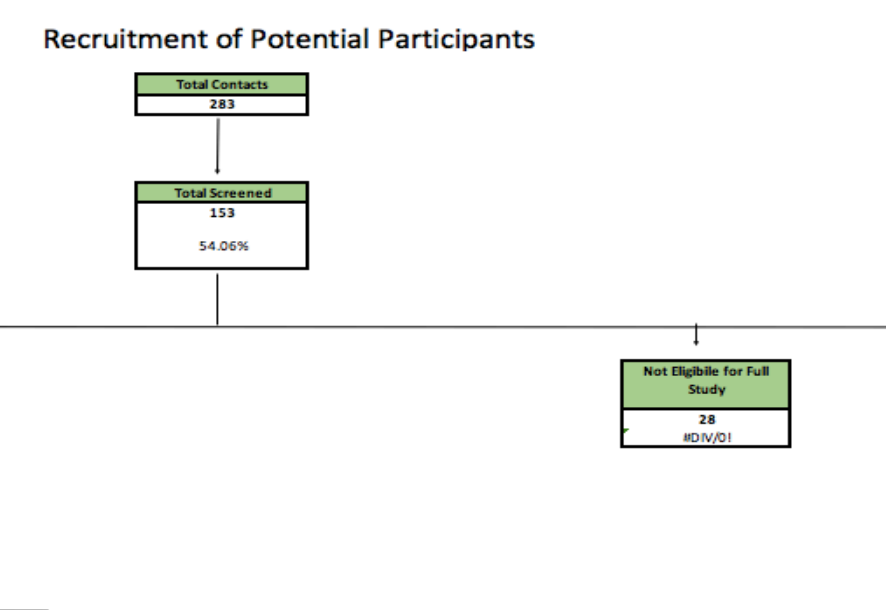 Recruitment of Potential Participants
Total Contacts
283
Total Screened
153
54.06%
Not Eligibile for Full
Study
28
#DIV/0!